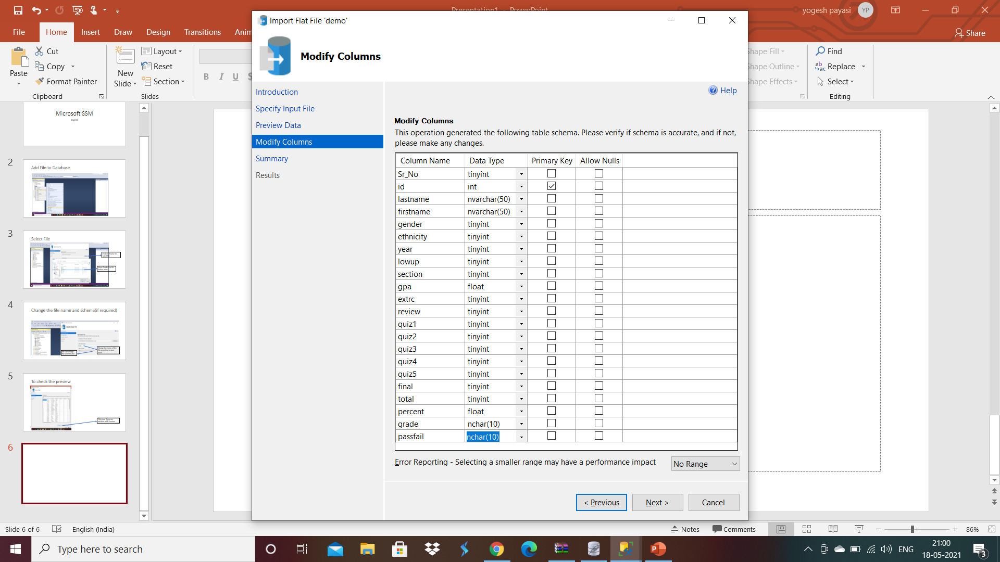 Presentation1 - PowerPoint
yogesh payasi YP
File Home Insert Draw Design Transitions Anim
Share
Paste
Cut
Copy
Format Painter
Clipboard
New
Slide
Layout
Reset
Section
Slides
B I U S
Shape Fill
Shape Outline
Shape Effects
Find
Replace
Select
Editing
Microsoft SSM
Yogesh
2
Add File to Database
3
Select File
4
Change the file name and schema(if required)
5
To check the preview
6
Import Flat File 'demo'
Modify Columns
Introduction
Specify Input File
Preview Data
Modify Columns
Summary
Results
Help
Modify Columns
This operation generated the following table schema. Please verify if schema is accurate, and if not,
please make any changes.
Column Name Data Type Primary Key Allow Nulls
Sr_No tinyint
id int
lastname nvarchar(50)
firstname nvarchar(50)
gender tinyint
ethnicity tinyint
year tinyint
lowup tinyint
section tinyint
gpa float
extrc tinyint
review tinyint
quiz1 tinyint
quiz2 tinyint
quiz3 tinyint
quiz4 tinyint
quiz5 tinyint
final tinyint
total tinyint
percent float
grade nchar(10)
passfail nchar(10)
Error Reporting - Selecting a smaller range may have a performance impact No Range
< Previous Next > Cancel
Slide 6 of 6 English (India) Notes Comments 86%
Type here to search
ENG
21:00
18-05-2021
3